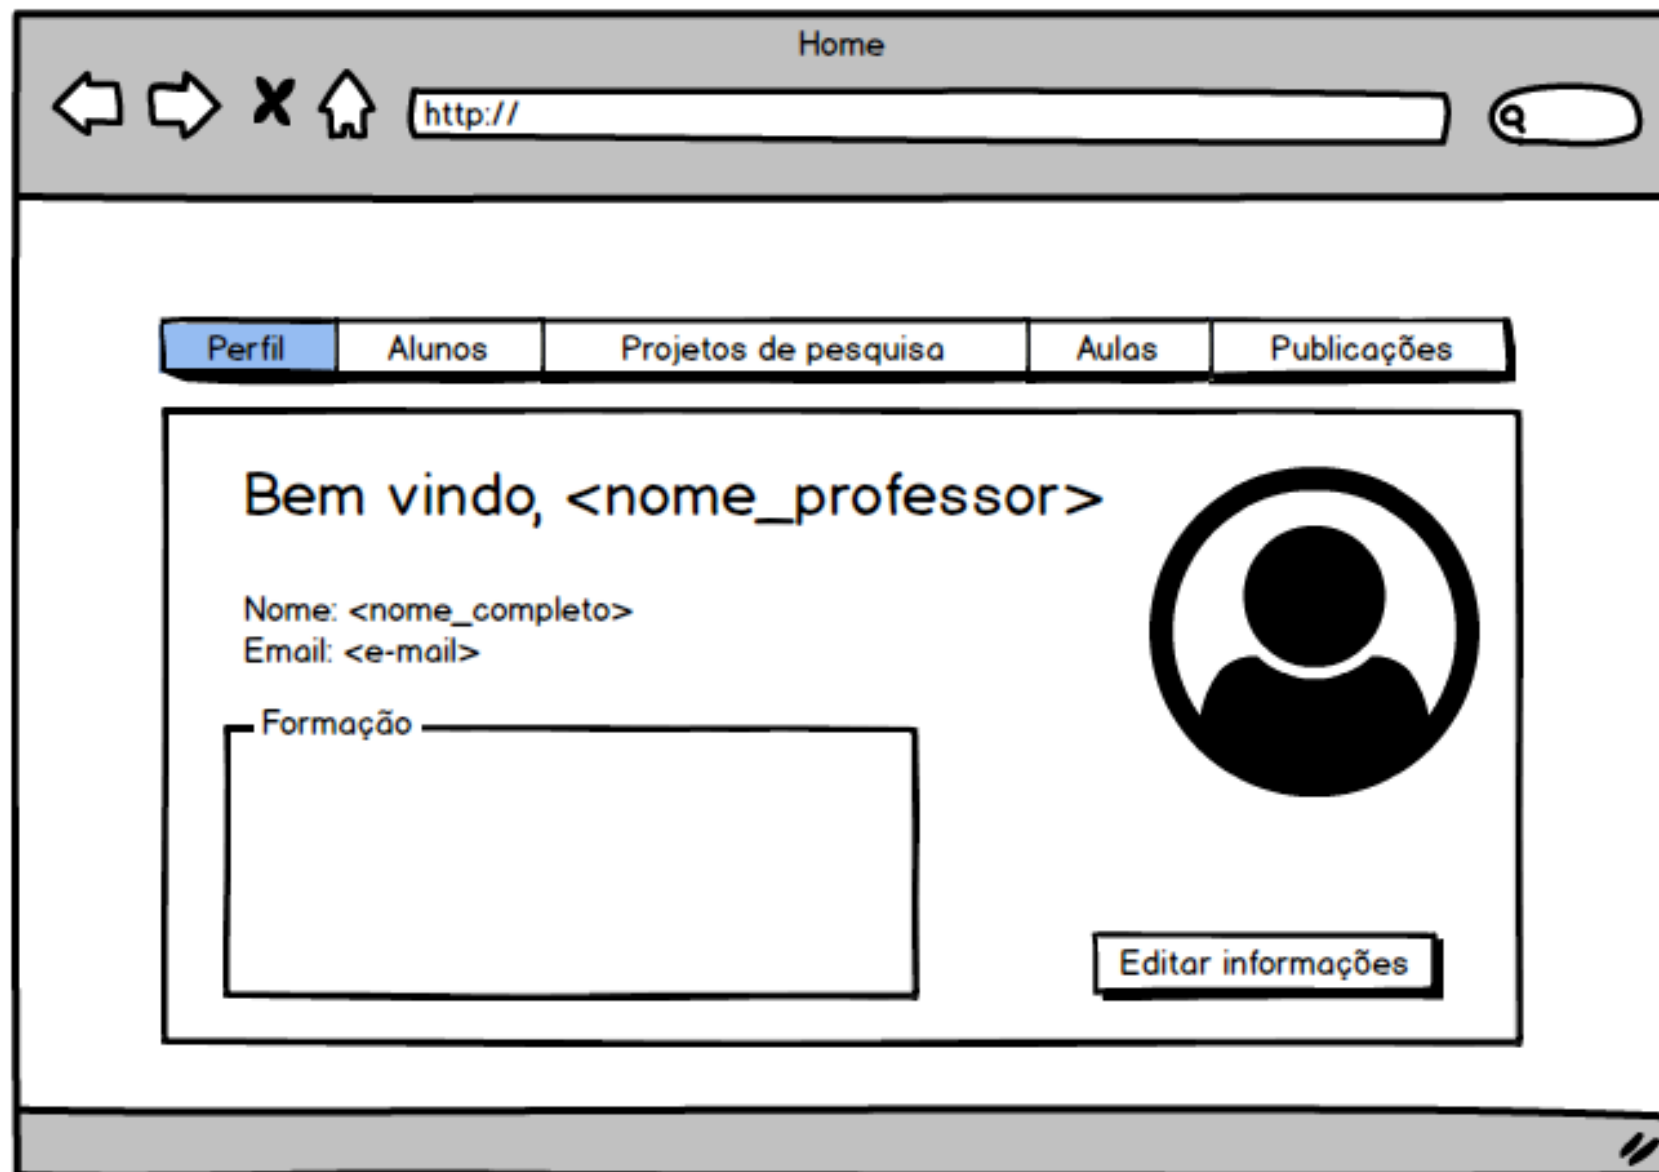 Home
http://
Perfil Alunos Projetos de pesquisa Aulas Publicações
Bem vindo, <nome_professor>
Nome: <nome_completo>
Email: <e-mail>
Formação
Editar informações